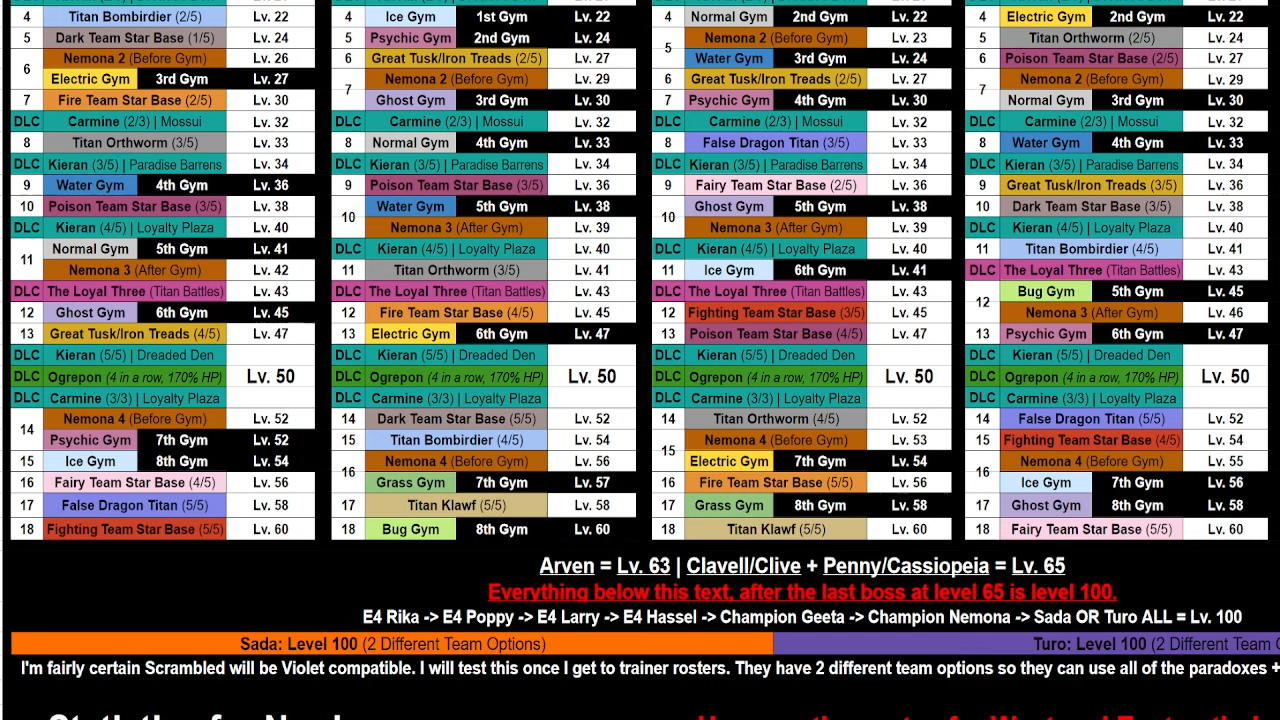 4 Titan Bombirdier (2/5) Lv. 22
5 Dark Team Star Base (1/5) Lv. 24
6 Nemona 2 (Before Gym) Lv. 26
Electric Gym 3rd Gym Lv. 27
7 Fire Team Star Base (2/5) Lv. 30
DLC Carmine (2/3) | Mossui Lv. 32
8 Titan Orthworm (3/5) Lv. 33
DLC Kieran (3/5) | Paradise Barrens Lv. 34
9 Water Gym 4th Gym Lv. 36
10 Poison Team Star Base (3/5) Lv. 38
DLC Kieran (4/5) | Loyalty Plaza Lv. 40
11 Normal Gym 5th Gym Lv. 41
Nemona 3 (After Gym) Lv. 42
DLC The Loyal Three (Titan Battles) Lv. 43
12 Ghost Gym 6th Gym Lv. 45
13 Great Tusk/Iron Treads (4/5) Lv. 47
DLC Kieran (5/5) | Dreaded Den
DLC Ogrepon (4 in a row, 170% HP) Lv. 50
DLC Carmine (3/3) | Loyalty Plaza
14 Nemona 4 (Before Gym) Lv. 52
Psychic Gym 7th Gym Lv. 52
15 Ice Gym 8th Gym Lv. 54
16 Fairy Team Star Base (4/5) Lv. 56
17 False Dragon Titan (5/5) Lv. 58
18 Fighting Team Star Base (5/5) Lv. 60
4 Ice Gym 1st Gym Lv. 22
5 Psychic Gym 2nd Gym Lv. 24
6 Great Tusk/Iron Treads (2/5) Lv. 27
7 Nemona 2 (Before Gym) Lv. 29
Ghost Gym 3rd Gym Lv. 30
DLC Carmine (2/3) | Mossui Lv. 32
8 Normal Gym 4th Gym Lv. 33
DLC Kieran (3/5) | Paradise Barrens Lv. 34
9 Poison Team Star Base (3/5) Lv. 36
10 Water Gym 5th Gym Lv. 38
Nemona 3 (After Gym) Lv. 39
DLC Kieran (4/5) | Loyalty Plaza Lv. 40
11 Titan Orthworm (3/5) Lv. 41
DLC The Loyal Three (Titan Battles) Lv. 43
12 Fire Team Star Base (4/5) Lv. 45
13 Electric Gym 6th Gym Lv. 47
DLC Kieran (5/5) | Dreaded Den
DLC Ogrepon (4 in a row, 170% HP) Lv. 50
DLC Carmine (3/3) | Loyalty Plaza
14 Dark Team Star Base (5/5) Lv. 52
15 Titan Bombirdier (4/5) Lv. 54
16 Nemona 4 (Before Gym) Lv. 56
Grass Gym 7th Gym Lv. 57
17 Titan Klawf (5/5) Lv. 58
18 Bug Gym 8th Gym Lv. 60
4 Normal Gym 2nd Gym Lv. 22
5 Nemona 2 (Before Gym) Lv. 23
Water Gym 3rd Gym Lv. 24
6 Great Tusk/Iron Treads (2/5) Lv. 27
7 Psychic Gym 4th Gym Lv. 30
DLC Carmine (2/3) | Mossui Lv. 32
8 False Dragon Titan (3/5) Lv. 33
DLC Kieran (3/5) | Paradise Barrens Lv. 34
9 Fairy Team Star Base (2/5) Lv. 36
10 Ghost Gym 5th Gym Lv. 38
Nemona 3 (After Gym) Lv. 39
DLC Kieran (4/5) | Loyalty Plaza Lv. 40
11 Ice Gym 6th Gym Lv. 41
DLC The Loyal Three (Titan Battles) Lv. 43
12 Fighting Team Star Base (3/5) Lv. 45
13 Poison Team Star Base (4/5) Lv. 47
DLC Kieran (5/5) | Dreaded Den
DLC Ogrepon (4 in a row, 170% HP) Lv. 50
DLC Carmine (3/3) | Loyalty Plaza
14 Titan Orthworm (4/5) Lv. 52
15 Nemona 4 (Before Gym) Lv. 53
Electric Gym 7th Gym Lv. 54
16 Fire Team Star Base (5/5) Lv. 56
17 Grass Gym 8th Gym Lv. 58
18 Titan Klawf (5/5) Lv. 60
4 Electric Gym 2nd Gym Lv. 22
5 Titan Orthworm (2/5) Lv. 24
6 Poison Team Star Base (2/5) Lv. 27
7 Nemona 2 (Before Gym) Lv. 29
Normal Gym 3rd Gym Lv. 30
DLC Carmine (2/3) | Mossui Lv. 32
8 Water Gym 4th Gym Lv. 33
DLC Kieran (3/5) | Paradise Barrens Lv. 34
9 Great Tusk/Iron Treads (3/5) Lv. 36
10 Dark Team Star Base (3/5) Lv. 38
DLC Kieran (4/5) | Loyalty Plaza Lv. 40
11 Titan Bombirdier (4/5) Lv. 41
DLC The Loyal Three (Titan Battles) Lv. 43
12 Bug Gym 5th Gym Lv. 45
Nemona 3 (After Gym) Lv. 46
13 Psychic Gym 6th Gym Lv. 47
DLC Kieran (5/5) | Dreaded Den
DLC Ogrepon (4 in a row, 170% HP) Lv. 50
DLC Carmine (3/3) | Loyalty Plaza
14 False Dragon Titan (5/5) Lv. 52
15 Fighting Team Star Base (4/5) Lv. 54
16 Nemona 4 (Before Gym) Lv. 55
Ice Gym 7th Gym Lv. 56
17 Ghost Gym 8th Gym Lv. 58
18 Fairy Team Star Base (5/5) Lv. 60
Arven = Lv. 63 | Clavell/Clive + Penny/Cassiopeia = Lv. 65
Everything below this text, after the last boss at level 65 is level 100.
E4 Rika -> E4 Poppy -> E4 Larry -> E4 Hassel -> Champion Geeta -> Champion Nemona -> Sada OR Turo ALL = Lv. 100
Sada: Level 100 (2 Different Team Options)
Turo: Level 100 (2 Different Team O
I'm fairly certain Scrambled will be Violet compatible. I will test this once I get to trainer rosters. They have 2 different team options so they can use all of the paradoxes +